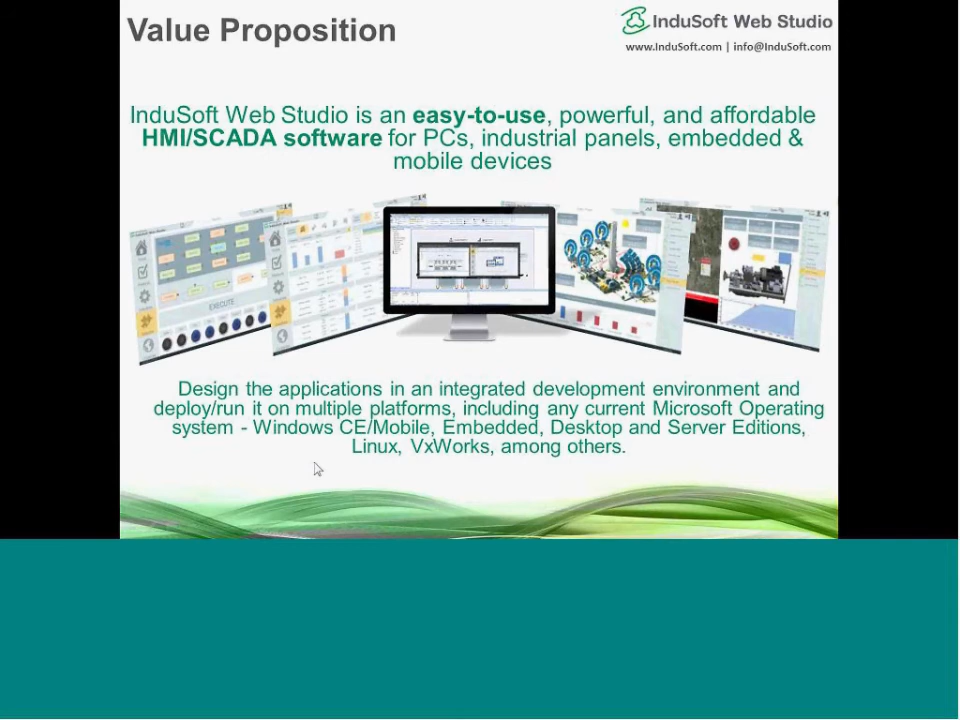 Value Proposition
InduSoft Web Studio
www.InduSoft.com | info@InduSoft.com
InduSoft Web Studio is an easy-to-use, powerful, and affordable
HMI/SCADA software for PCs, industrial panels, embedded &
mobile devices
EXECUTE
Design the applications in an integrated development environment and
deploy/run it on multiple platforms, including any current Microsoft Operating
system - Windows CE/Mobile, Embedded, Desktop and Server Editions,
Linux, VxWorks, among others.